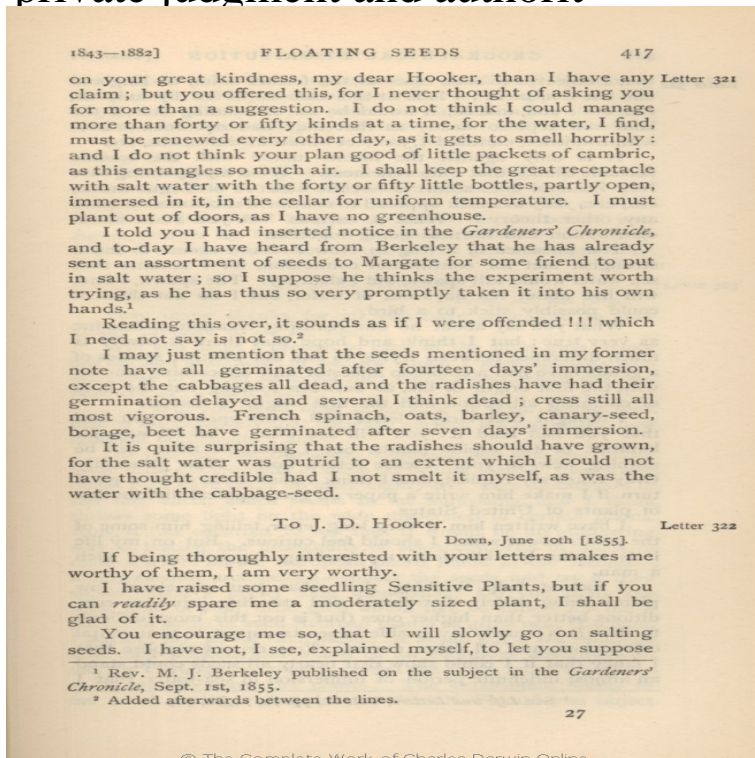 private judgment and authori
1843—1882] FLOATING SEEDS 417
on your great kindness, my dear Hooker, than I have any Letter 321
claim ; but you offered this, for I never thought of asking you
for more than a suggestion. I do not think I could manage
more than forty or fifty kinds at a time, for the water, I find,
must be renewed every other day, as it gets to smell horribly :
and I do not think your plan good of little packets of cambric,
as this entangles so much air. I shall keep the great receptacle
with salt water with the forty or fifty little bottles, partly open,
immersed in it, in the cellar for uniform temperature. I must
plant out of doors, as I have no greenhouse.
I told you I had inserted notice in the Gardeners' Chronicle,
and to-day I have heard from Berkeley that he has already
sent an assortment of seeds to Margate for some friend to put
in salt water ; so I suppose he thinks the experiment worth
trying, as he has thus so very promptly taken it into his own
hands.¹
Reading this over, it sounds as if I were offended ! ! ! which
I need not say is not so.²
I may just mention that the seeds mentioned in my former
note have all germinated after fourteen days' immersion,
except the cabbages all dead, and the radishes have had their
germination delayed and several I think dead ; cress still all
most vigorous. French spinach, oats, barley, canary-seed,
borage, beet have germinated after seven days' immersion.
It is quite surprising that the radishes should have grown,
for the salt water was putrid to an extent which I could not
have thought credible had I not smelt it myself, as was the
water with the cabbage-seed.
To J. D. Hooker. Letter 322
Down, June 10th [1855].
If being thoroughly interested with your letters makes me
worthy of them, I am very worthy.
I have raised some seedling Sensitive Plants, but if you
can readily spare me a moderately sized plant, I shall be
glad of it.
You encourage me so, that I will slowly go on salting
seeds. I have not, I see, explained myself, to let you suppose
¹ Rev. M. J. Berkeley published on the subject in the Gardeners'
Chronicle, Sept. 1st, 1855.
² Added afterwards between the lines.
27
© The Complete Work of Charles Darwin Online